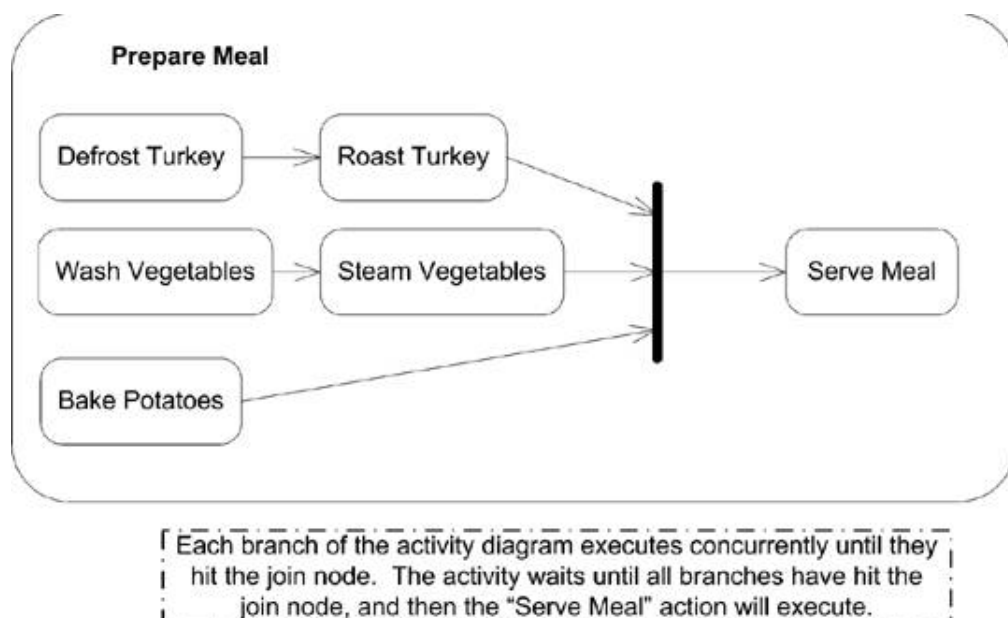 Prepare Meal
Defrost Turkey
Roast Turkey
Wash Vegetables
Steam Vegetables
Serve Meal
Bake Potatoes
Each branch of the activity diagram executes concurrently until they
hit the join node. The activity waits until all branches have hit the
join node, and then the “Serve Meal” action will execute.